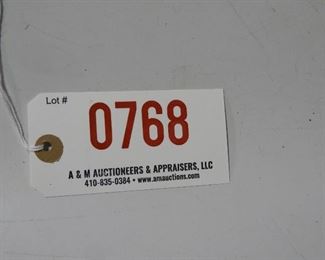 Lot #
0768
A & M AUCTIONEERS & APPRAISERS, LLC
410-835-0384 • www.amauctions.com